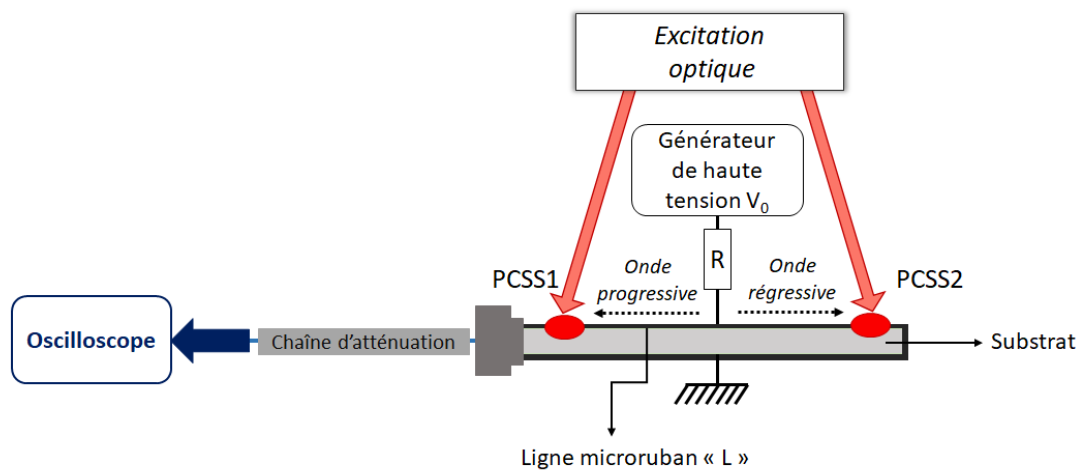 Excitation
optique
Générateur
de haute
tension V₀
R
PCSS1
Onde
progressive
Onde
régressive
PCSS2
Oscilloscope
Chaîne d’atténuation
Substrat
Ligne microruban « L »